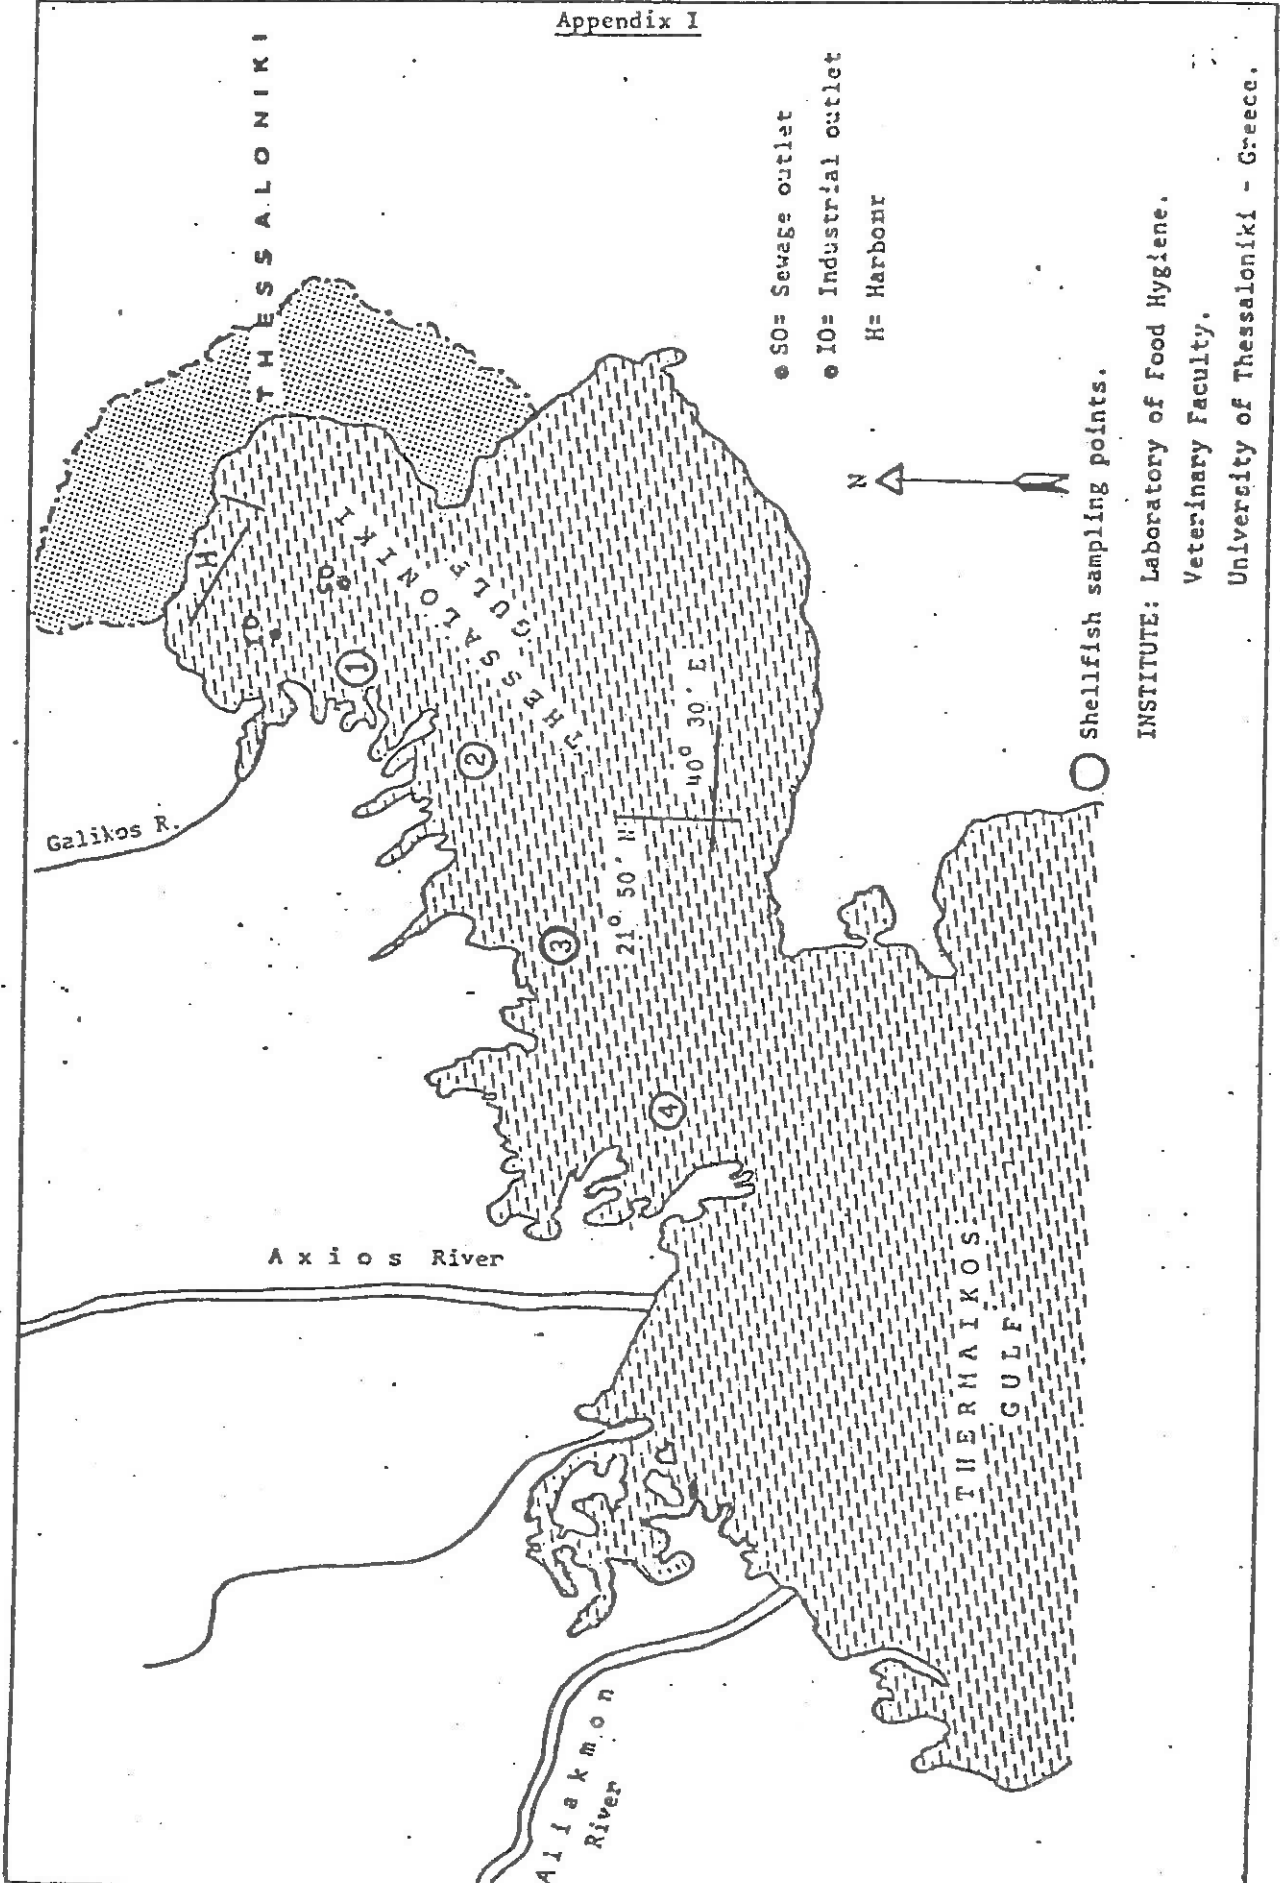 Appendix I
THESSALONIKI
H
IO
SO
1
2
3
4
THESSALONIKI
GULF
Galikos R.
21° 50' N
40° 30' E
Axios River
Aliakmon
River
THERMAIKOS
GULF
SO= Sewage outlet
IO= Industrial outlet
H= Harbour
N
Shellfish sampling points.
INSTITUTE: Laboratory of Food Hygiene.
Veterinary Faculty.
University of Thessaloniki - Greece.